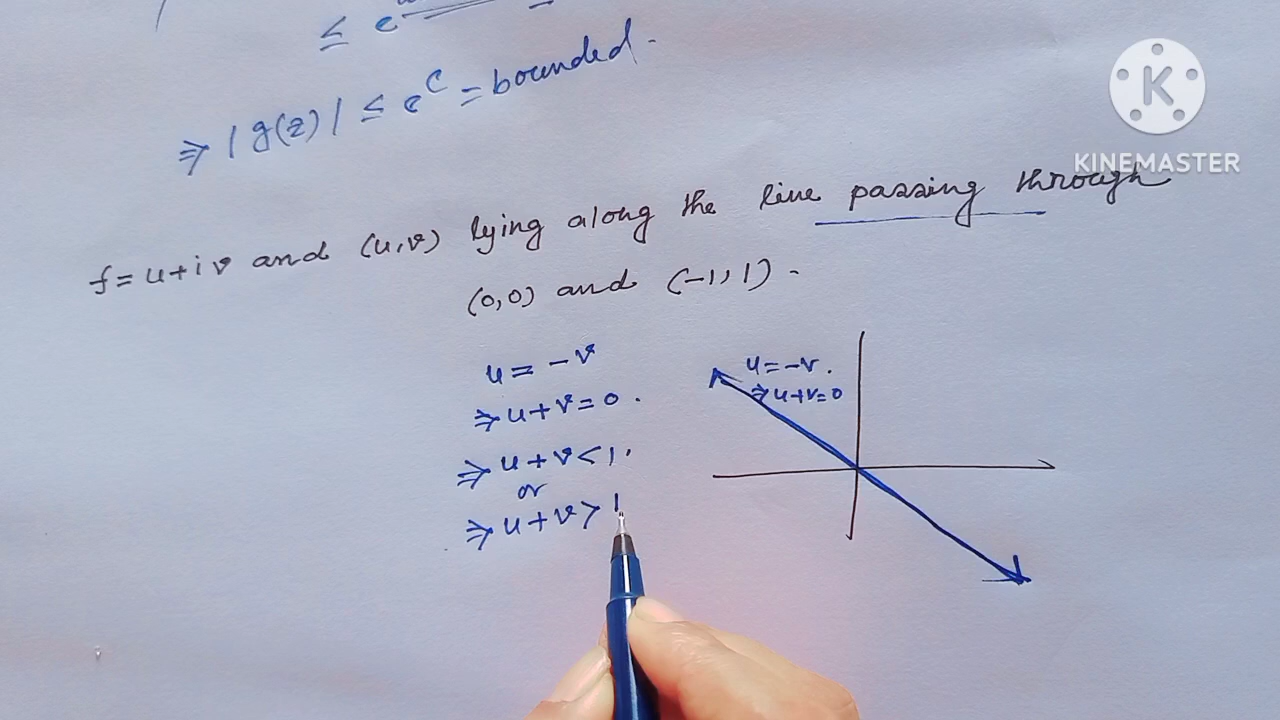 ≤ e
⇒ |g(z)| ≤ e^c = bounded.
K
KINEMASTER
f = u + i v and (u, v) lying along the line passing through
(0,0) and (-1, 1).
u = -v
⇒ u + v = 0.
⇒ u + v < 1.
or
⇒ u + v > 1
u = -v.
⇒ u + v = 0